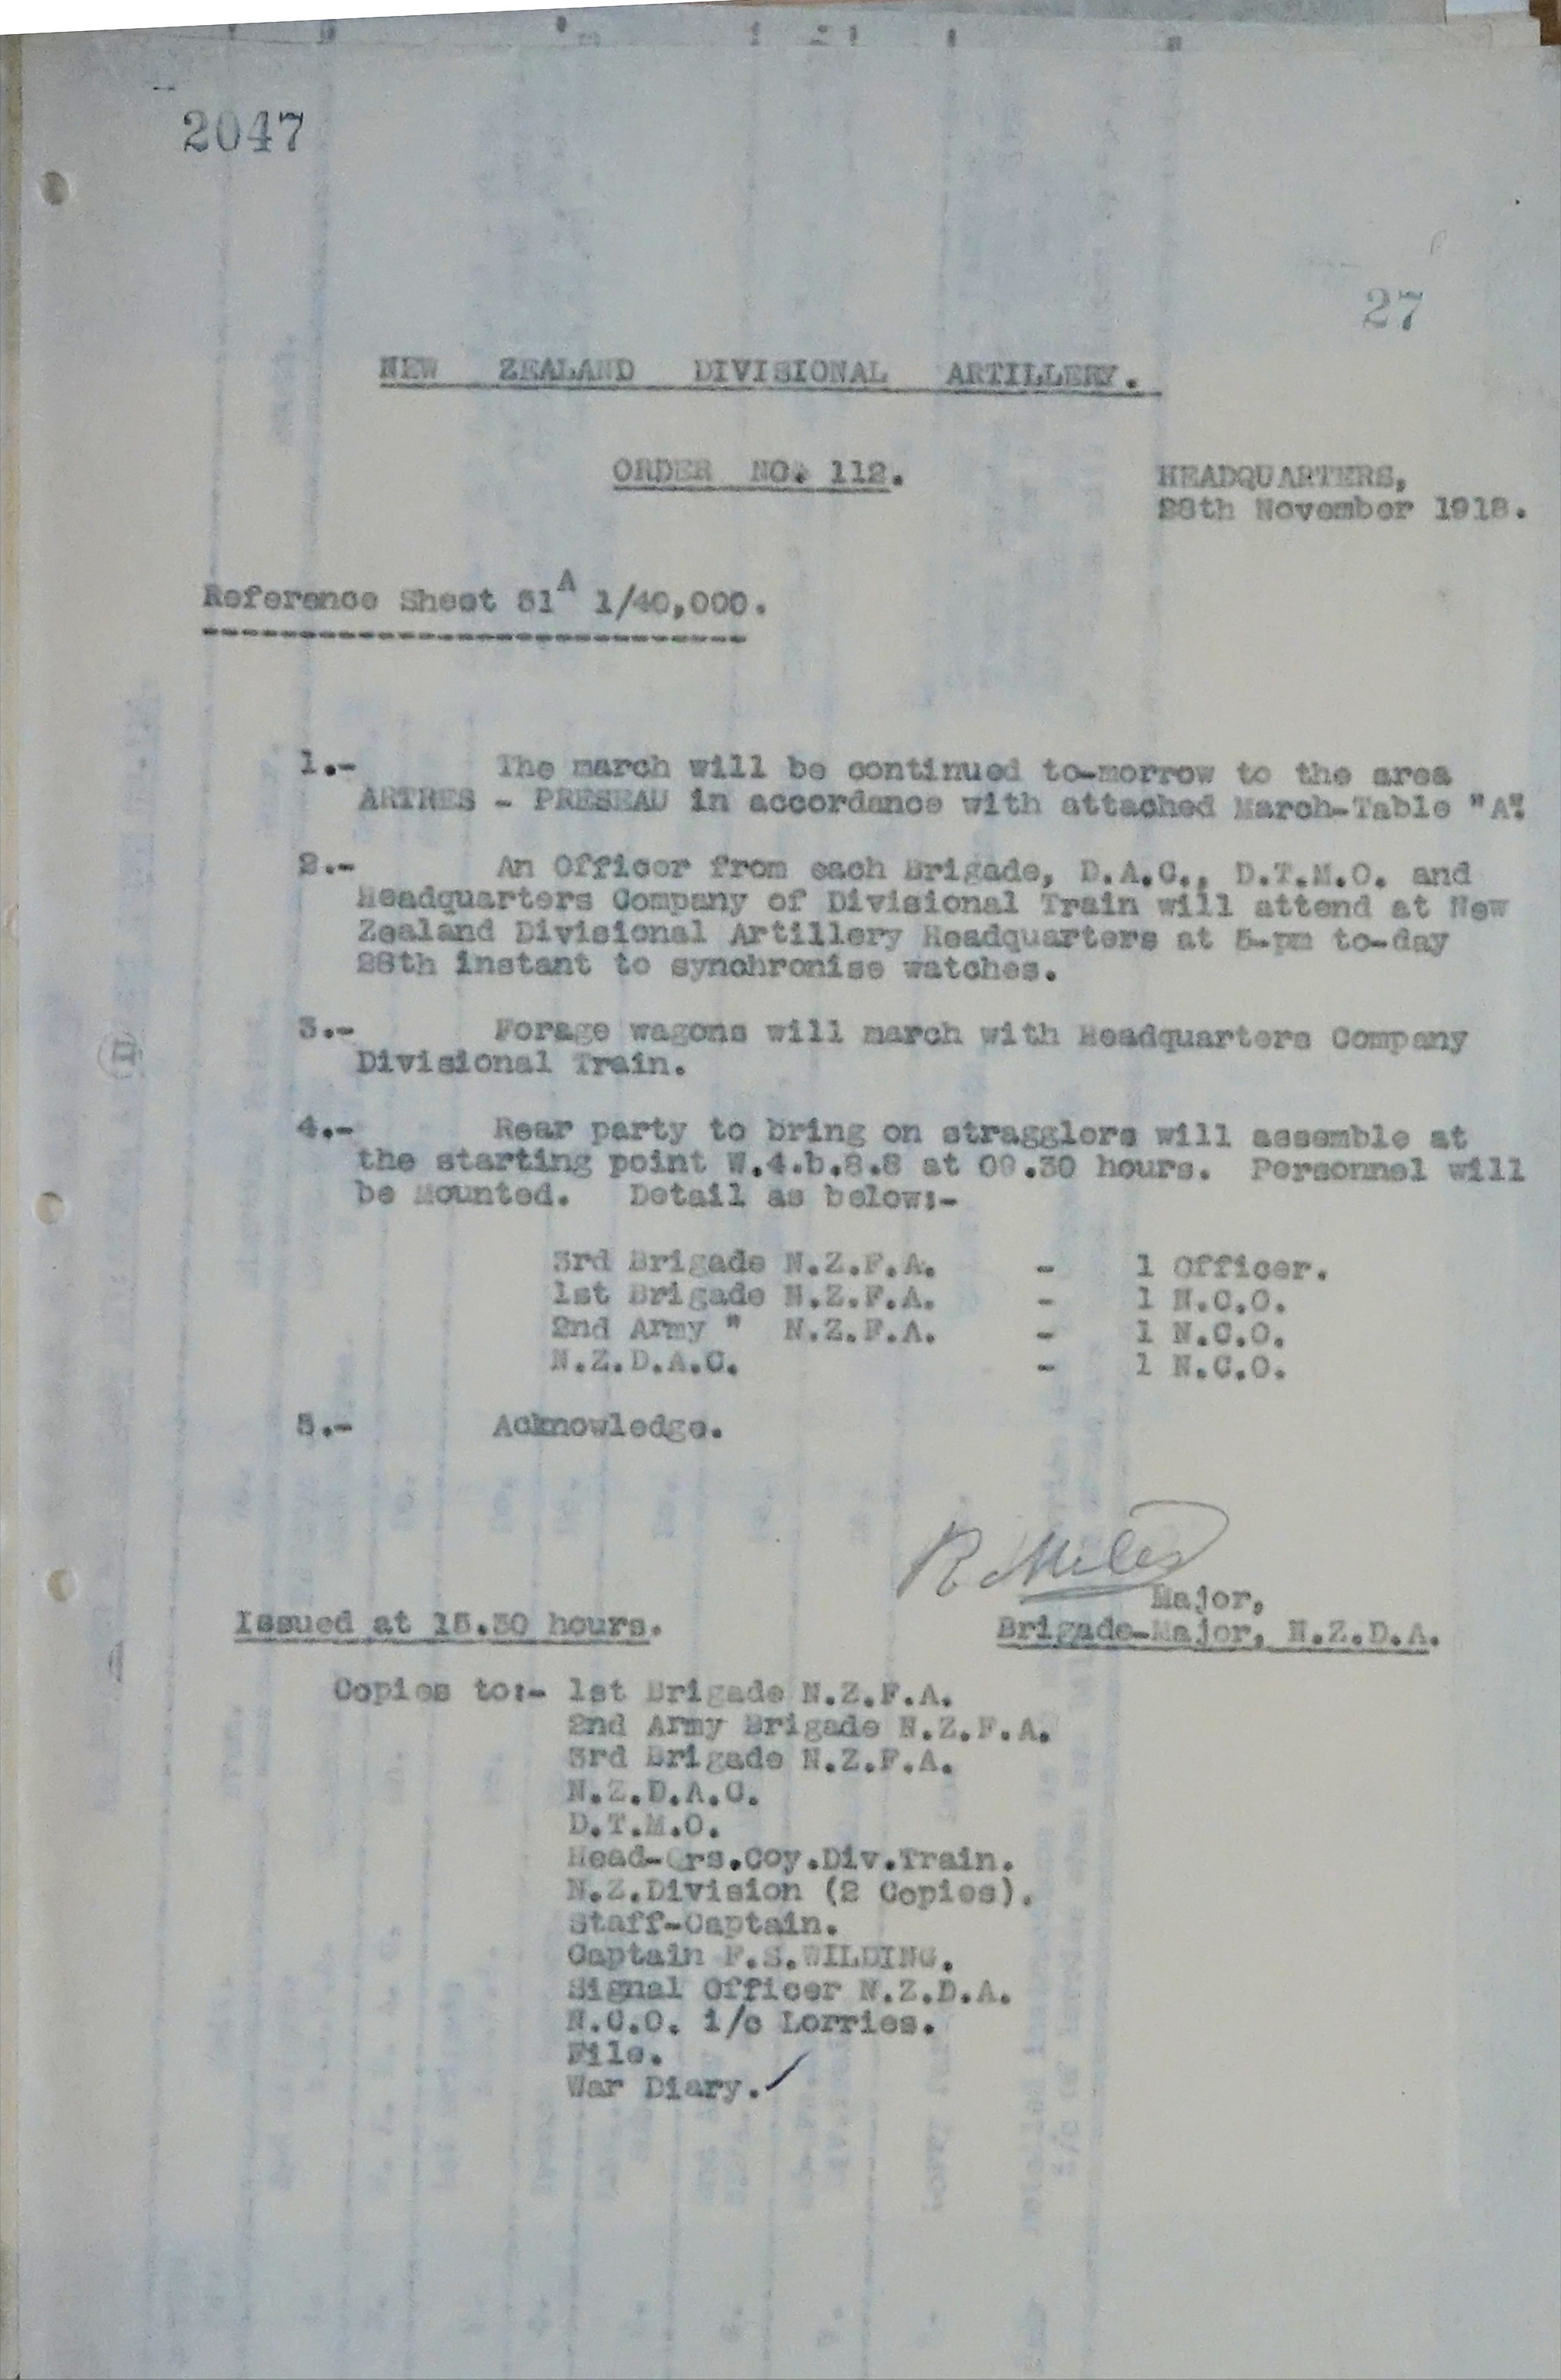 2047
27
NEW ZEALAND DIVISIONAL ARTILLERY.
ORDER NO. 112.
HEADQUARTERS,
28th November 1918.
Reference Sheet 51A 1/40,000.
1.- The march will be continued to-morrow to the area
ARTRES - PRESEAU in accordance with attached March-Table "A".
2.- An Officer from each Brigade, D.A.C., D.T.M.O. and
Headquarters Company of Divisional Train will attend at New
Zealand Divisional Artillery Headquarters at 5-pm to-day
28th instant to synchronise watches.
3.- Forage wagons will march with Headquarters Company
Divisional Train.
4.- Rear party to bring on stragglers will assemble at
the starting point W.4.b.8.8 at 09.30 hours. Personnel will
be Mounted. Detail as below:-
3rd Brigade N.Z.F.A. - 1 Officer.
1st Brigade N.Z.F.A. - 1 N.C.O.
2nd Army " N.Z.F.A. - 1 N.C.O.
N.Z.D.A.C. - 1 N.C.O.
5.- Acknowledge.
R Miles
Major,
Issued at 15.30 hours. Brigade-Major, N.Z.D.A.
Copies to:- 1st Brigade N.Z.F.A.
2nd Army Brigade N.Z.F.A.
3rd Brigade N.Z.F.A.
N.Z.D.A.C.
D.T.M.O.
Head-Qrs.Coy.Div.Train.
N.Z.Division (2 Copies).
Staff-Captain.
Captain F.S.WILDING.
Signal Officer N.Z.D.A.
N.C.O. i/c Lorries.
File.
War Diary.